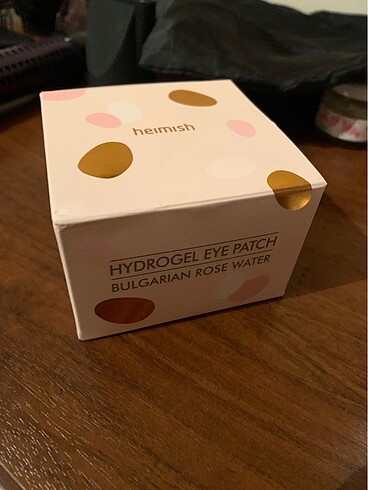 heimish
HYDROGEL EYE PATCH
BULGARIAN ROSE WATER